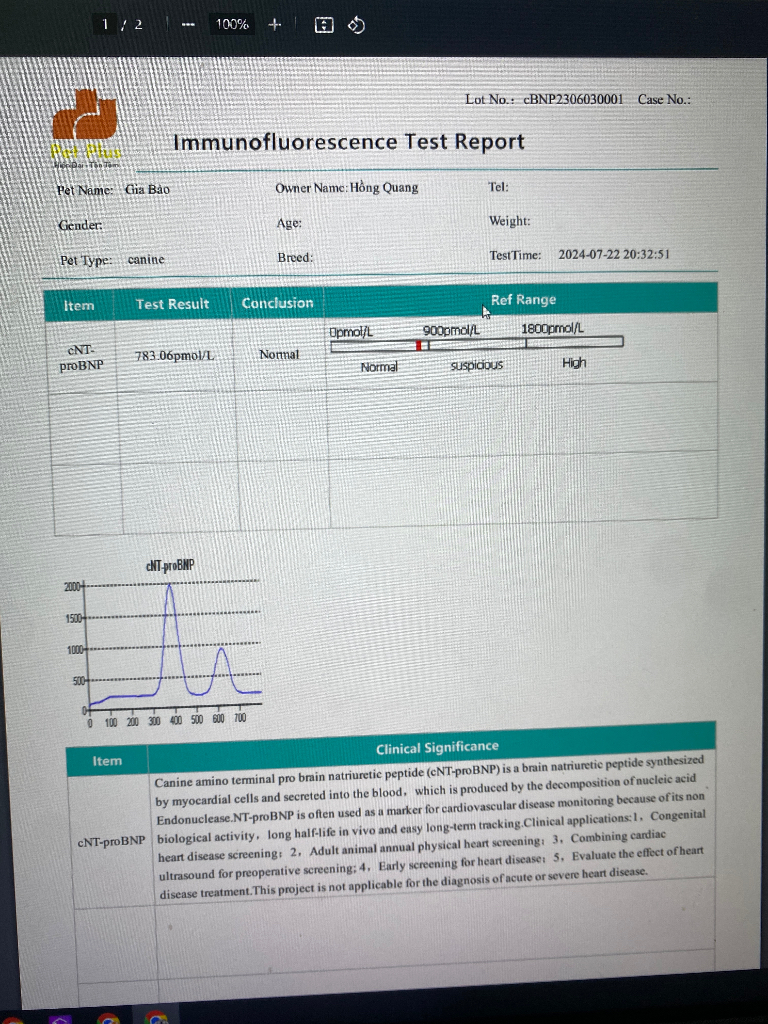 1 / 2 — 100% +
Lot No.: cBNP2306030001 Case No.:
Pet Plus
Immunofluorescence Test Report
Pet Name: Gia Bảo Owner Name: Hồng Quang Tel:
Gender: Age: Weight:
Pet Type: canine Breed: TestTime: 2024-07-22 20:32:51
Item Test Result Conclusion Ref Range
0pmol/L 900pmol/L 1800pmol/L
cNT-
proBNP 783.06pmol/L Normal
Normal suspicious High
cNT-proBNP
2000
1500
1000
500
0
0 100 200 300 400 500 600 700
Item Clinical Significance
cNT-proBNP
Canine amino terminal pro brain natriuretic peptide (cNT-proBNP) is a brain natriuretic peptide synthesized
by myocardial cells and secreted into the blood, which is produced by the decomposition of nucleic acid
Endonuclease.NT-proBNP is often used as a marker for cardiovascular disease monitoring because of its non
biological activity, long half-life in vivo and easy long-term tracking.Clinical applications:1, Congenital
heart disease screening; 2, Adult animal annual physical heart screening; 3, Combining cardiac
ultrasound for preoperative screening; 4, Early screening for heart disease; 5, Evaluate the effect of heart
disease treatment.This project is not applicable for the diagnosis of acute or severe heart disease.